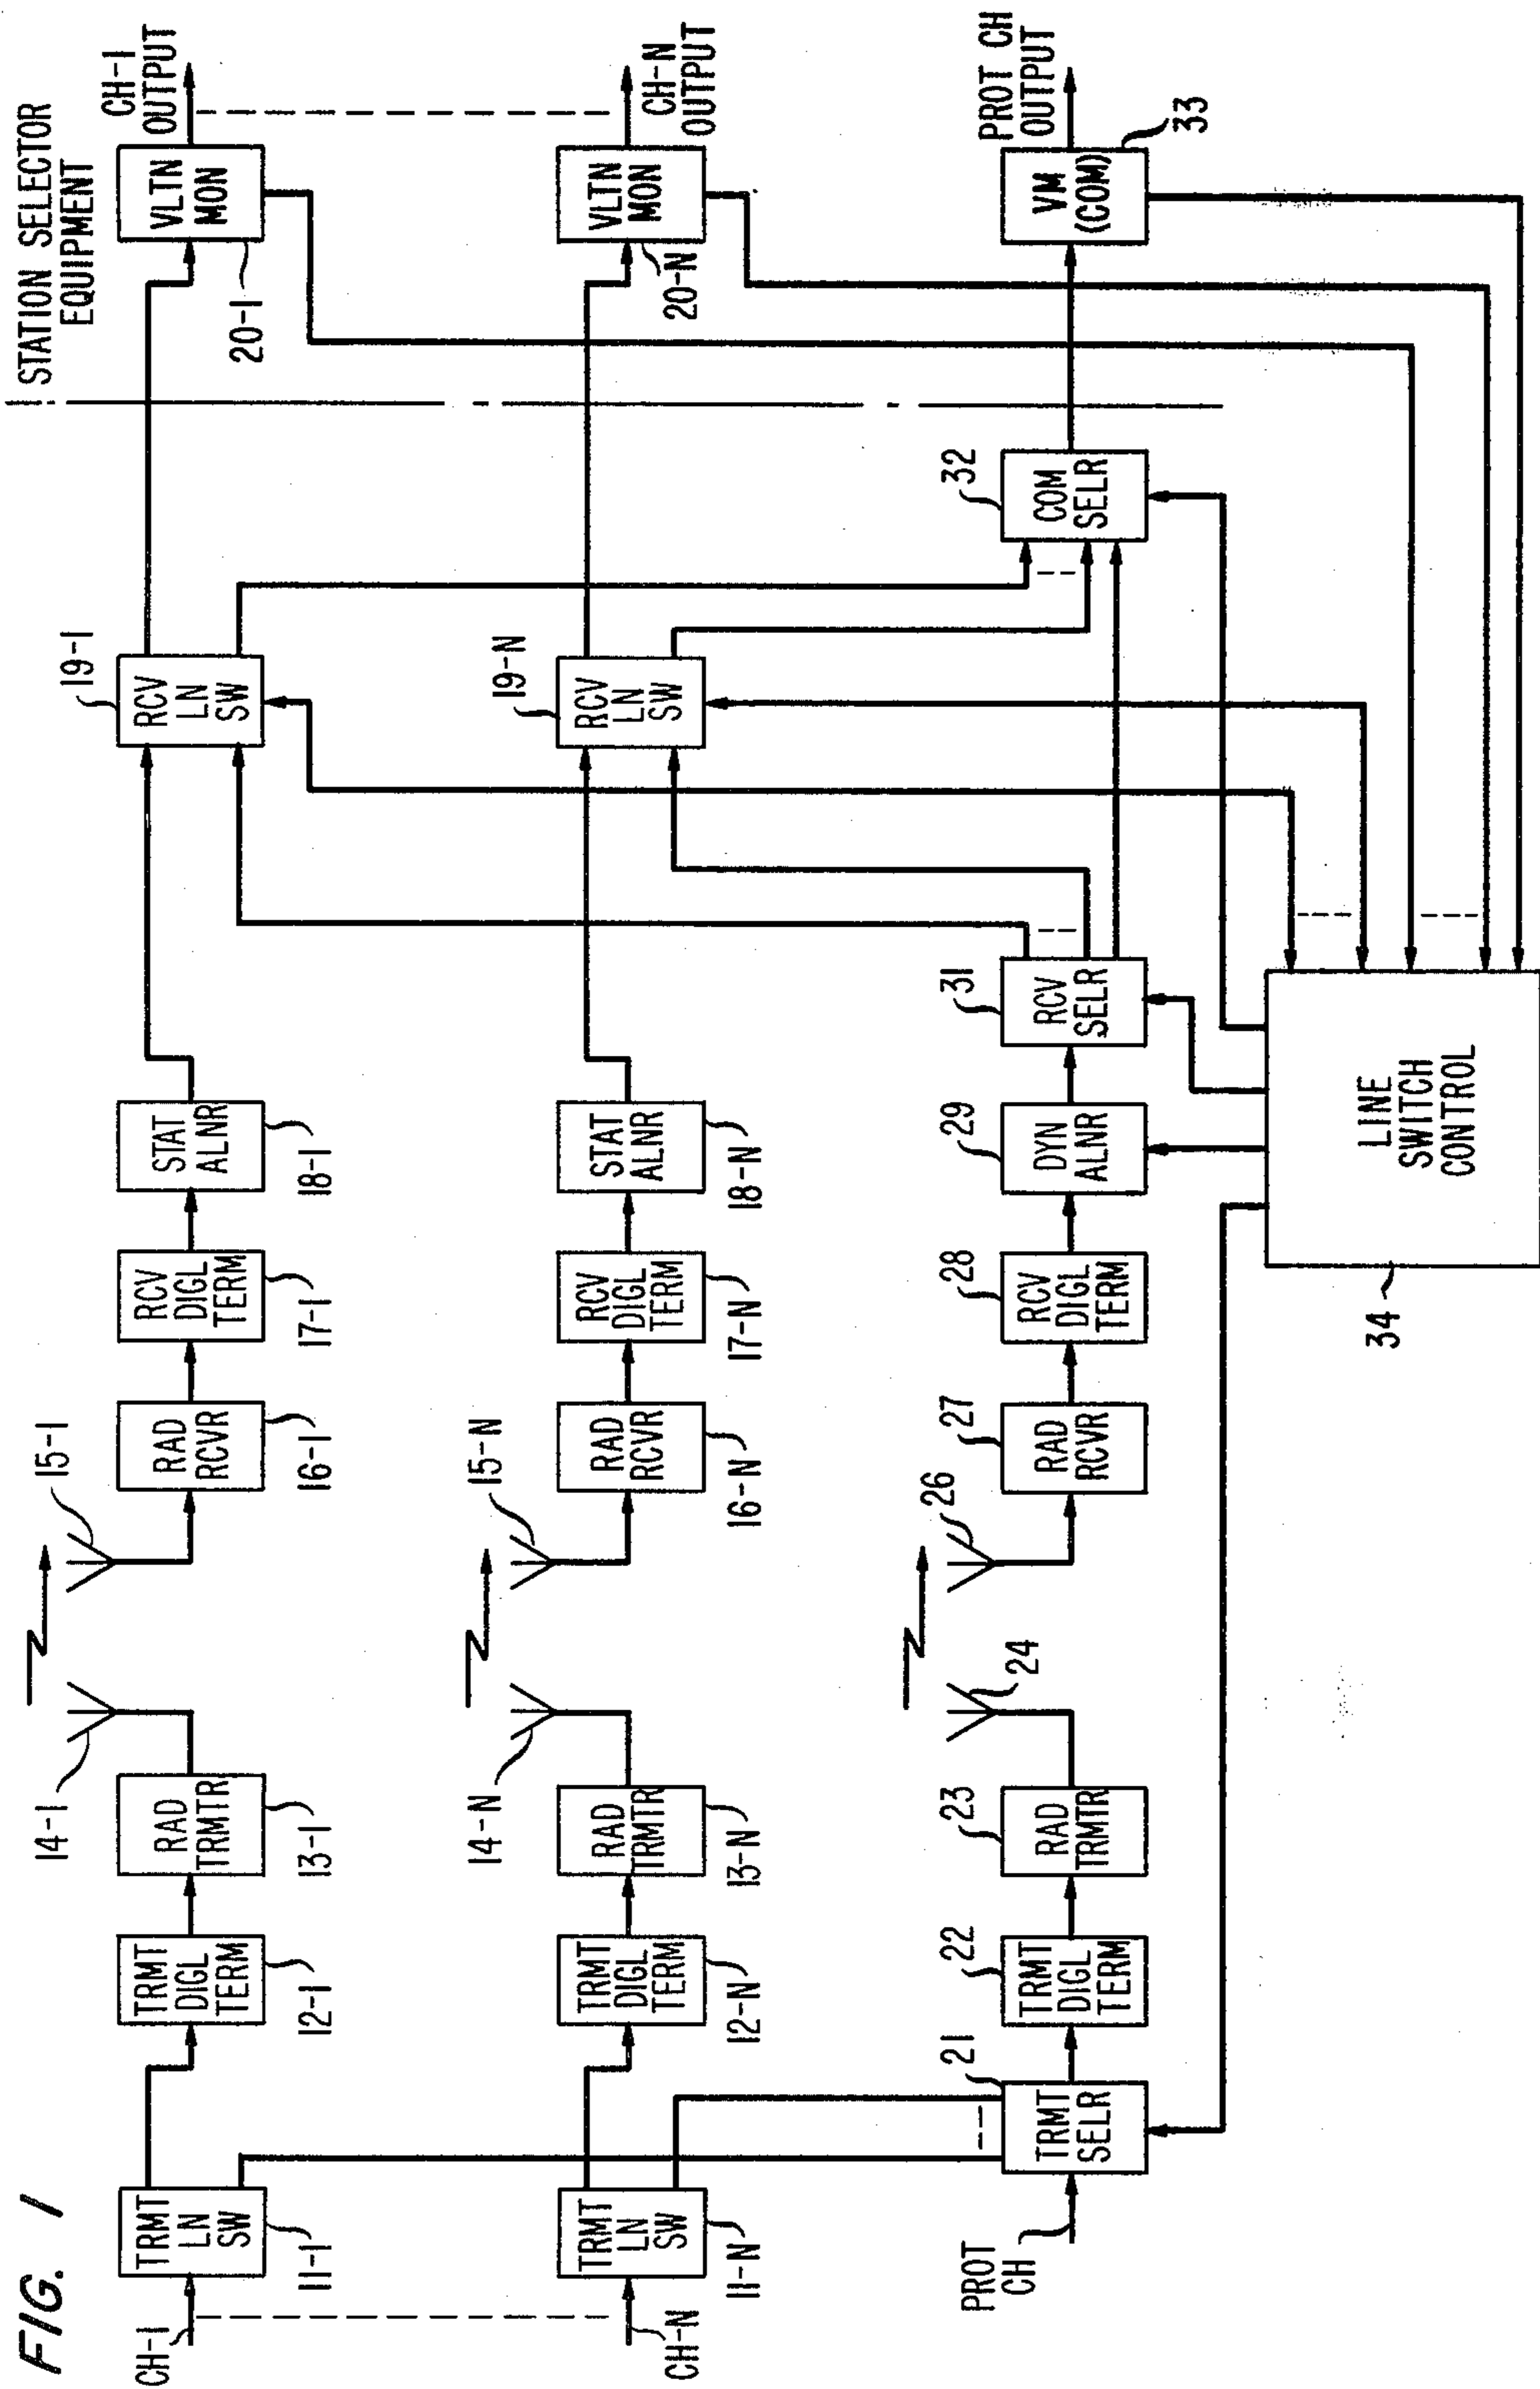 FIG. 1
STATION SELECTOR
EQUIPMENT
CH-1
TRMT
LN
SW
11-1
TRMT
DIGL
TERM
12-1
RAD
TRMTR
13-1
14-1
15-1
RAD
RCVR
16-1
RCV
DIGL
TERM
17-1
STAT
ALNR
18-1
RCV
LN
SW
19-1
VLTN
MON
20-1
CH-1
OUTPUT
CH-N
TRMT
LN
SW
11-N
TRMT
DIGL
TERM
12-N
RAD
TRMTR
13-N
14-N
15-N
RAD
RCVR
16-N
RCV
DIGL
TERM
17-N
STAT
ALNR
18-N
RCV
LN
SW
19-N
VLTN
MON
20-N
CH-N
OUTPUT
PROT
CH
TRMT
SELR
21
TRMT
DIGL
TERM
22
RAD
TRMTR
23
24
26
RAD
RCVR
27
RCV
DIGL
TERM
28
DYN
ALNR
29
RCV
SELR
31
COM
SELR
32
VM
(COM)
33
PROT CH
OUTPUT
LINE
SWITCH
CONTROL
34